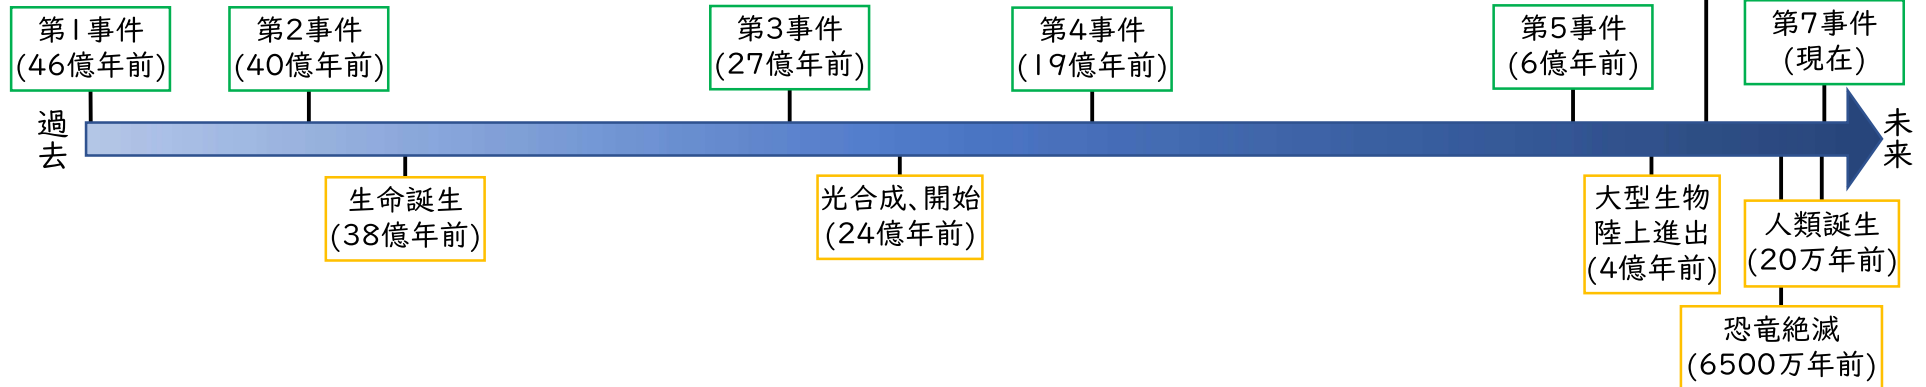 第1事件
(46億年前)
第2事件
(40億年前)
第3事件
(27億年前)
第4事件
(19億年前)
第5事件
(6億年前)
第7事件
(現在)
過去
未来
生命誕生
(38億年前)
光合成、開始
(24億年前)
大型生物
陸上進出
(4億年前)
人類誕生
(20万年前)
恐竜絶滅
(6500万年前)